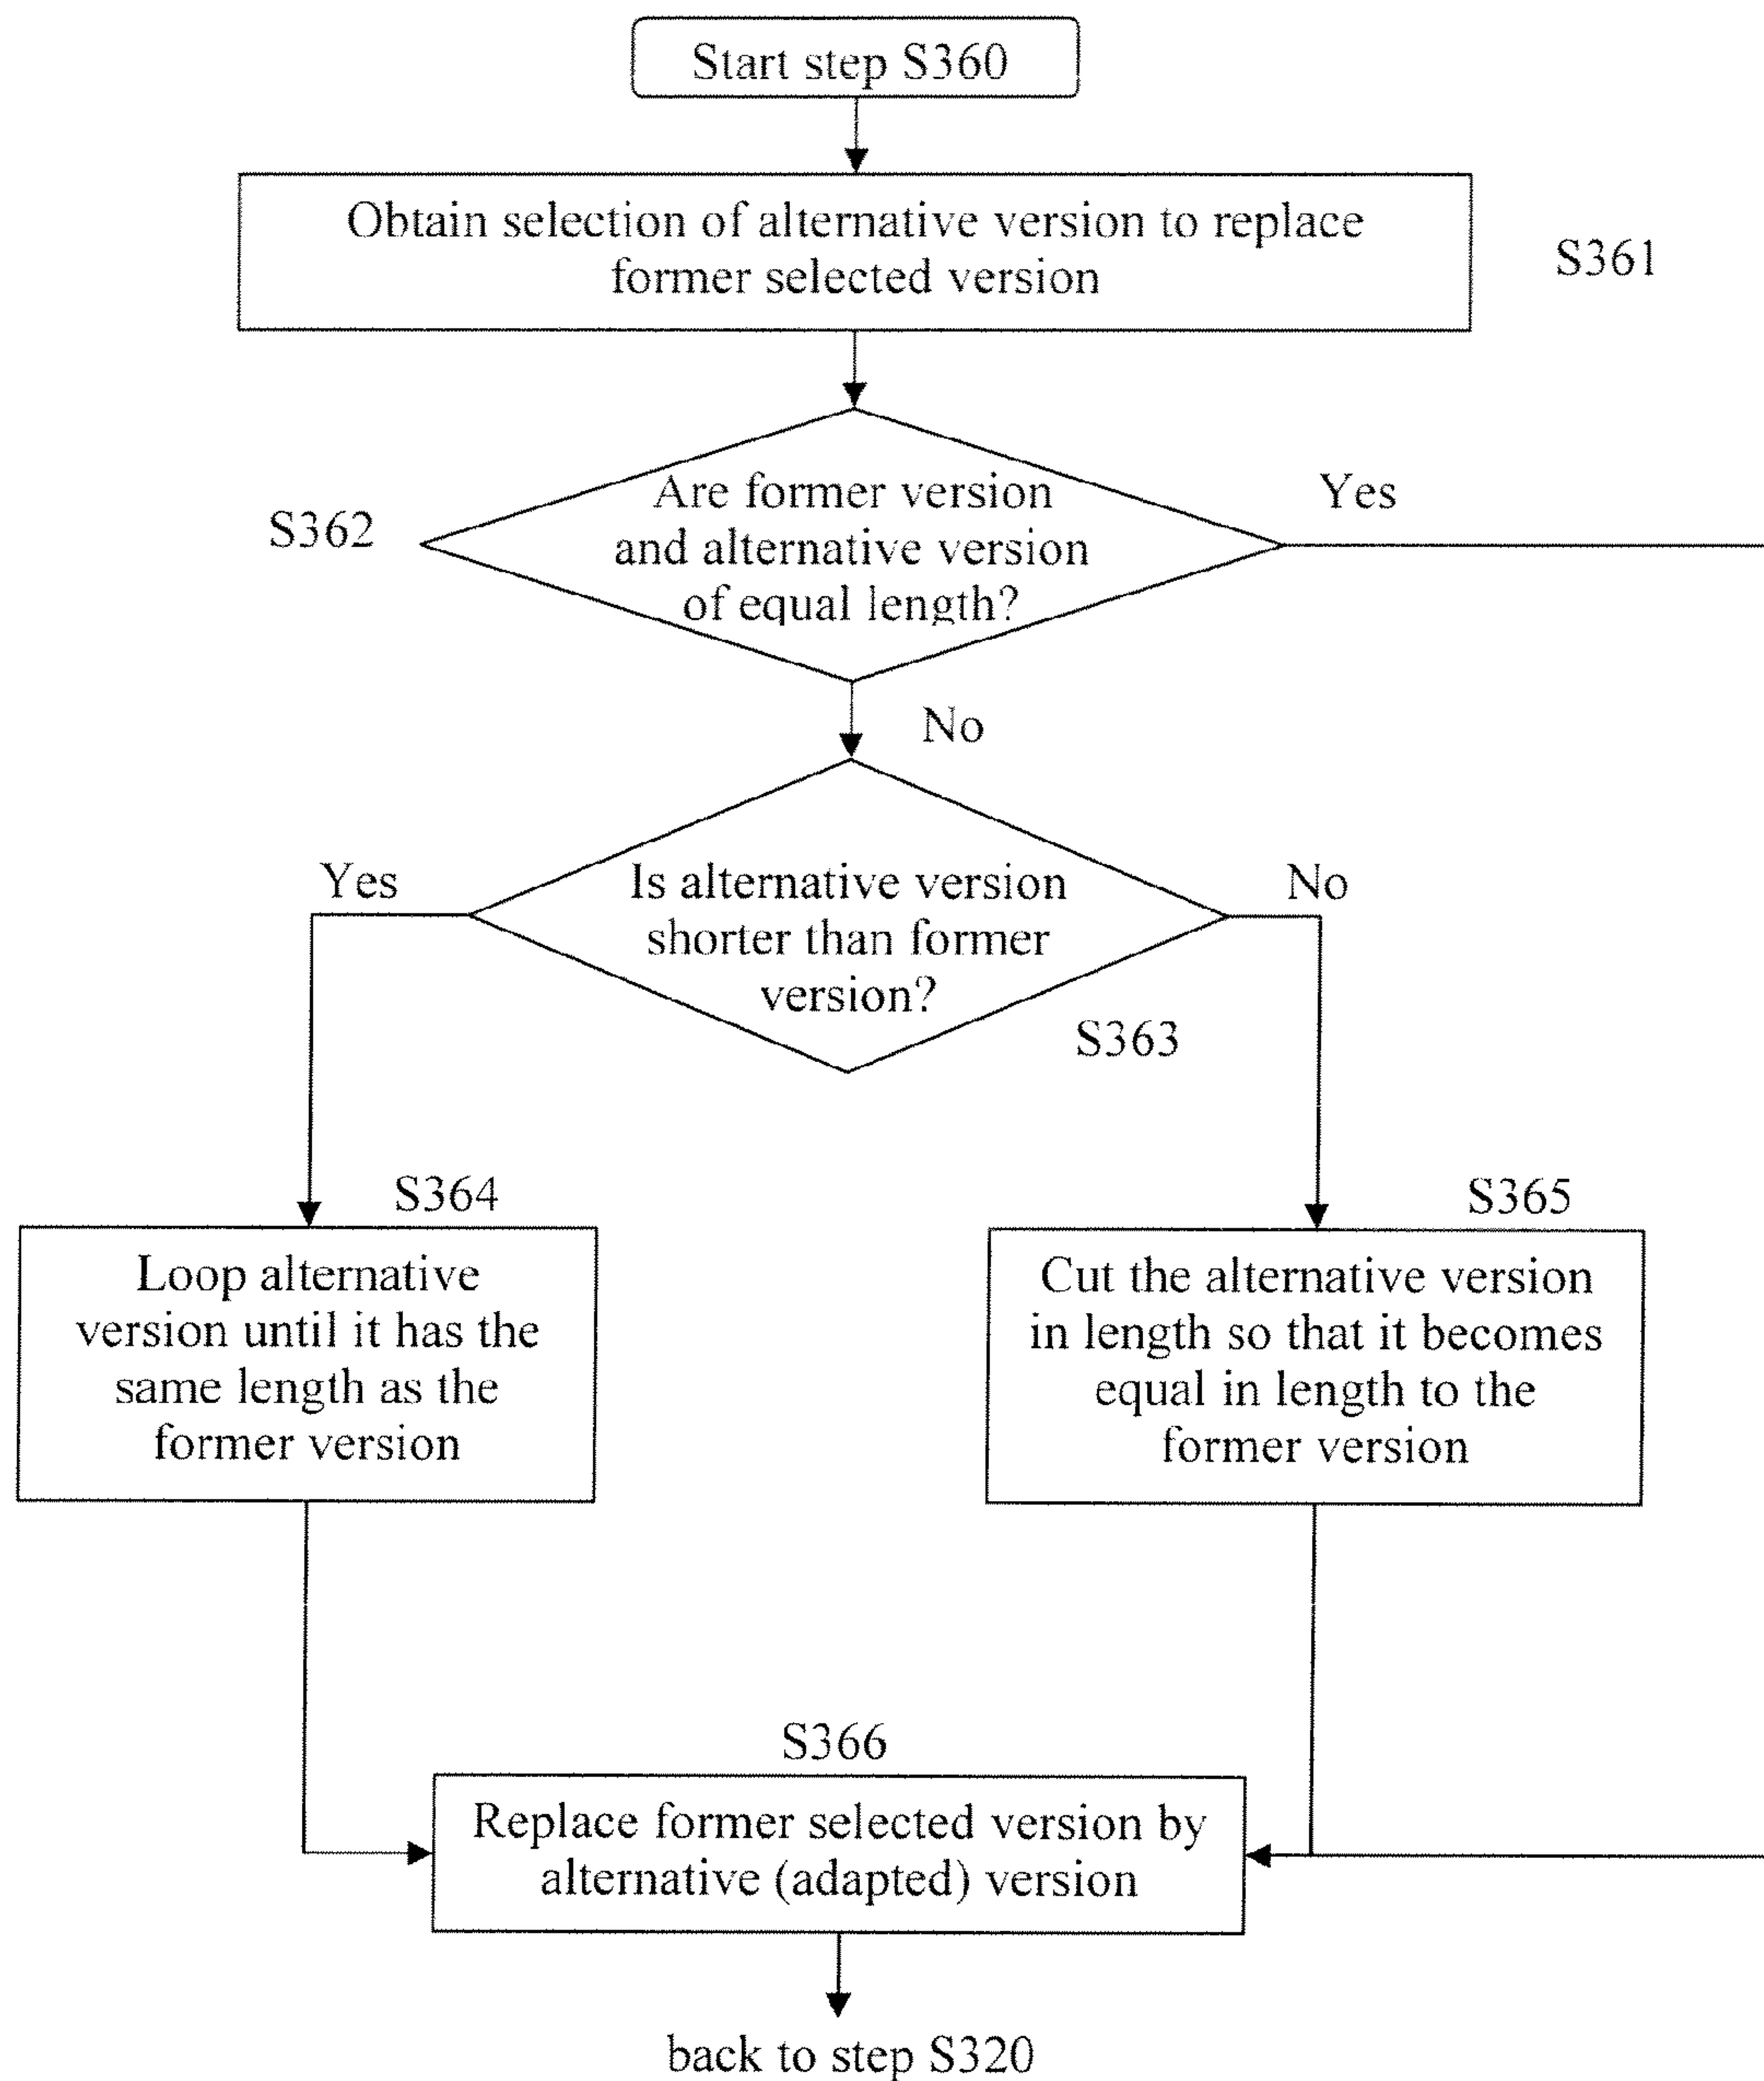 Start step S360
Obtain selection of alternative version to replace
former selected version
S361
Are former version
and alternative version
of equal length?
S362
Yes
No
Is alternative version
shorter than former
version?
Yes
No
S363
S364
Loop alternative
version until it has the
same length as the
former version
S365
Cut the alternative version
in length so that it becomes
equal in length to the
former version
S366
Replace former selected version by
alternative (adapted) version
back to step S320